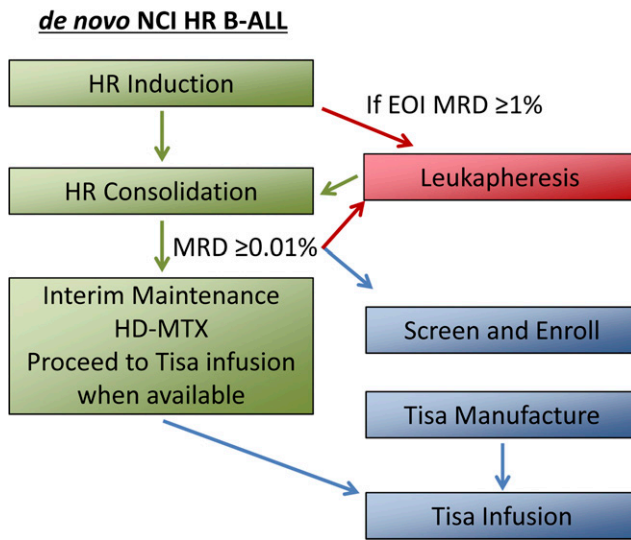 de novo NCI HR B-ALL
HR Induction
If EOI MRD ≥1%
HR Consolidation
Leukapheresis
MRD ≥0.01%
Interim Maintenance
HD-MTX
Proceed to Tisa infusion
when available
Screen and Enroll
Tisa Manufacture
Tisa Infusion